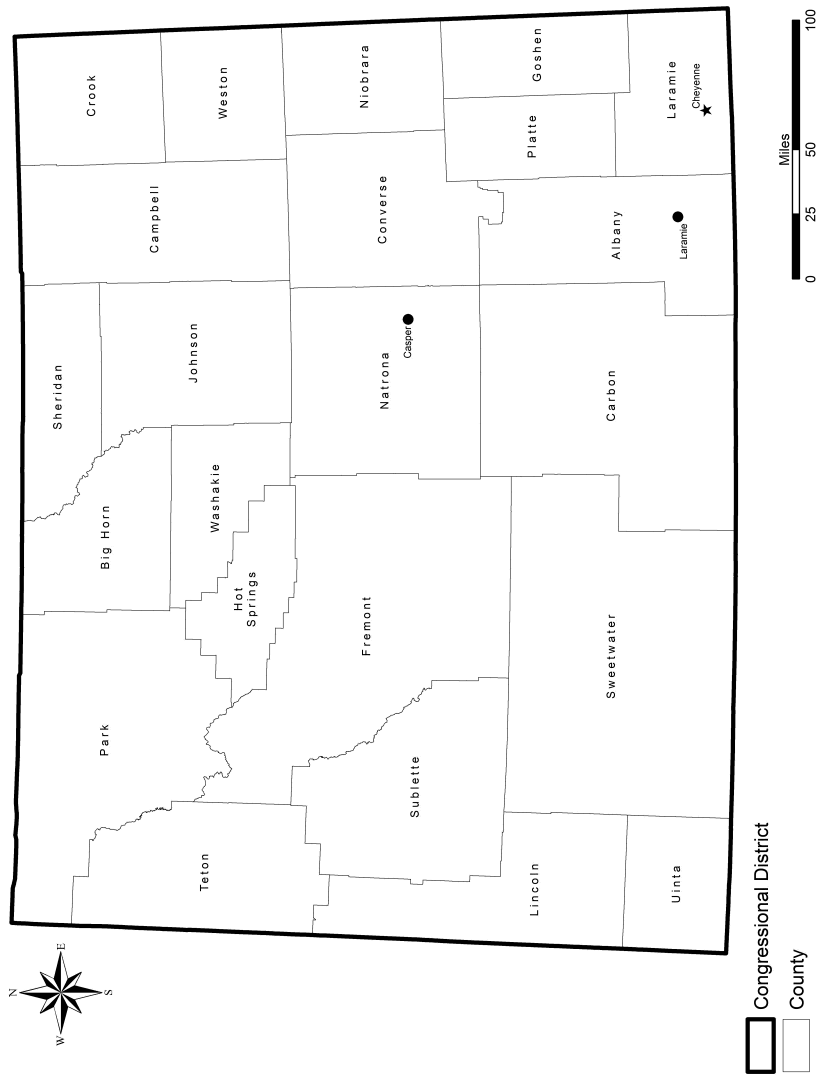 N
E
S
W
Park
Big Horn
Sheridan
Campbell
Crook
Teton
Hot
Springs
Washakie
Johnson
Weston
Fremont
Natrona
Casper
Converse
Niobrara
Sublette
Lincoln
Uinta
Sweetwater
Carbon
Albany
Laramie
Platte
Goshen
Laramie
Cheyenne
Congressional District
County
Miles
0
25
50
100